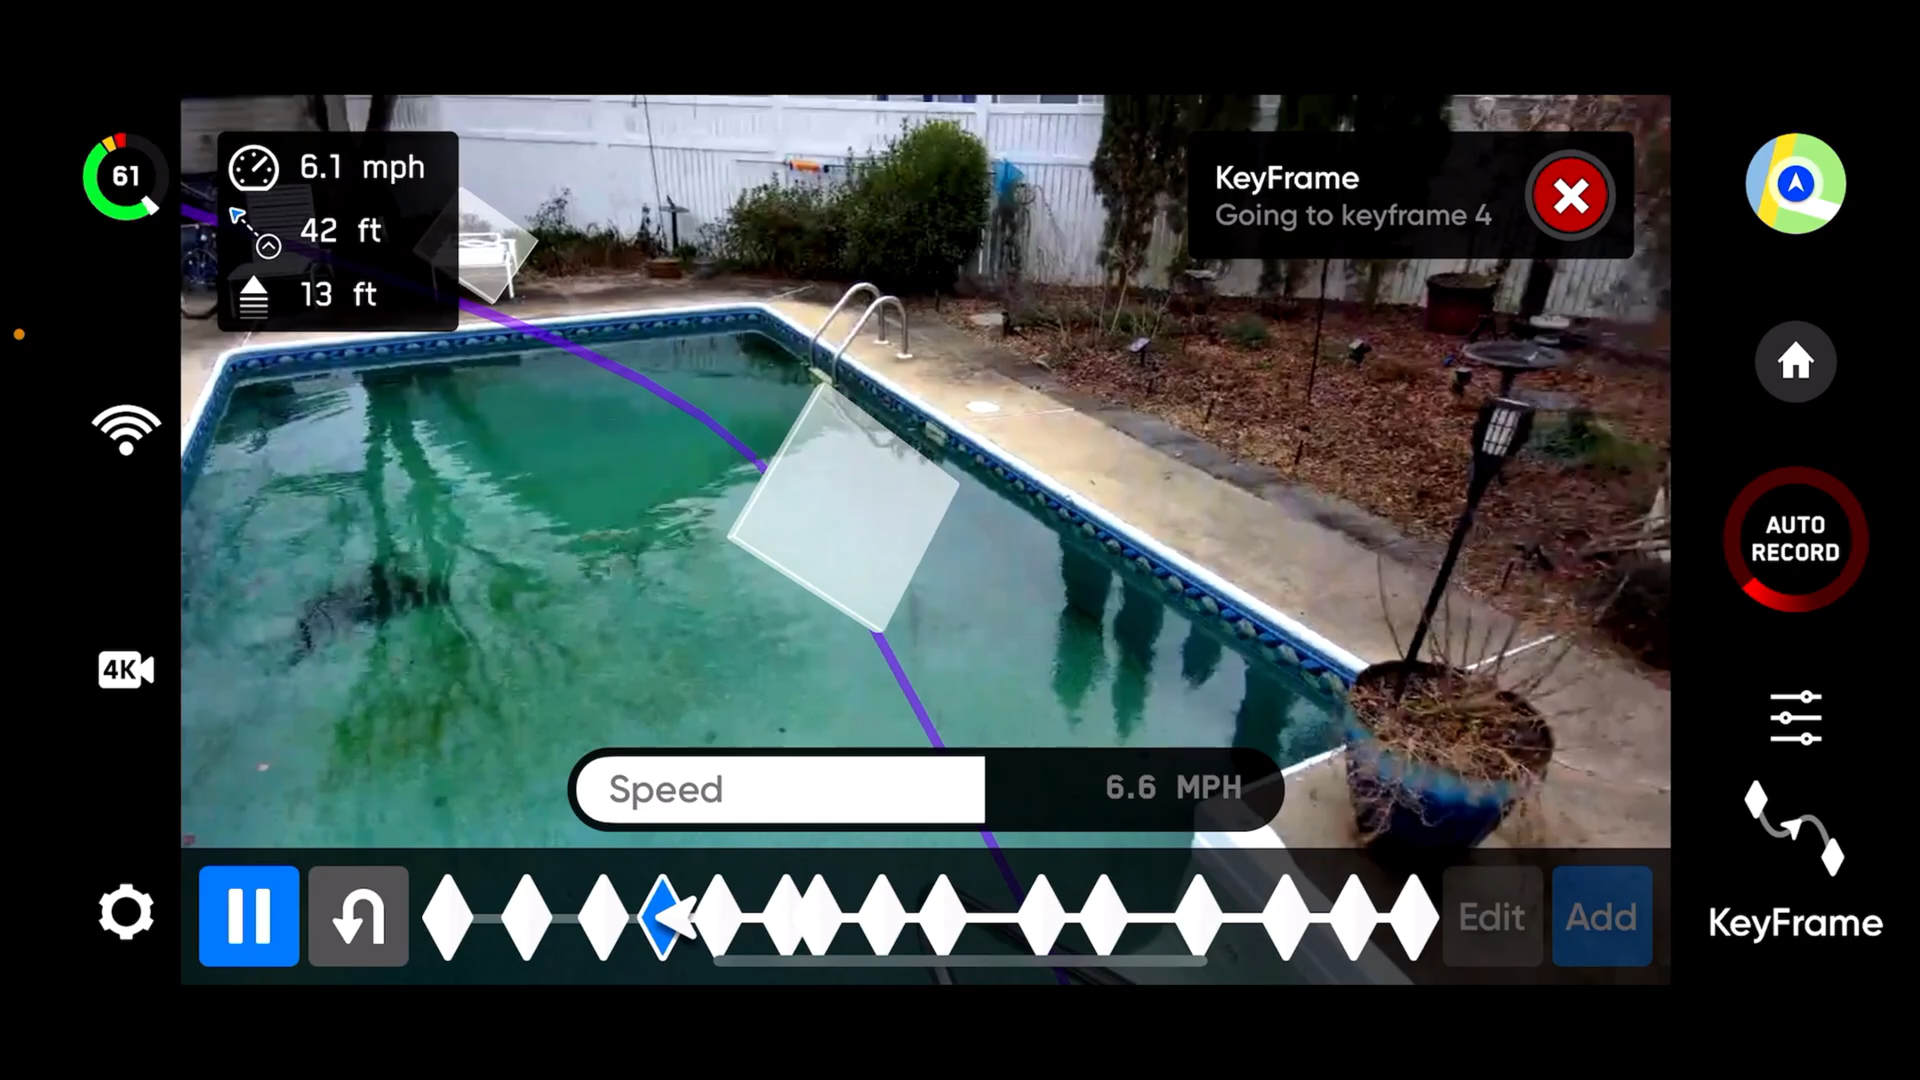 61
6.1 mph
42 ft
13 ft
KeyFrame
Going to keyframe 4
4K
AUTO
RECORD
Speed
6.6 MPH
Edit
Add
KeyFrame